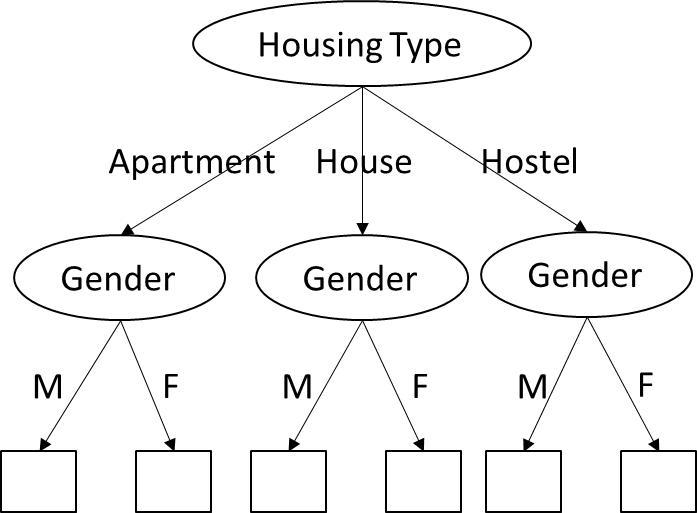 Housing Type
Apartment House Hostel
Gender Gender Gender
M F M F M F